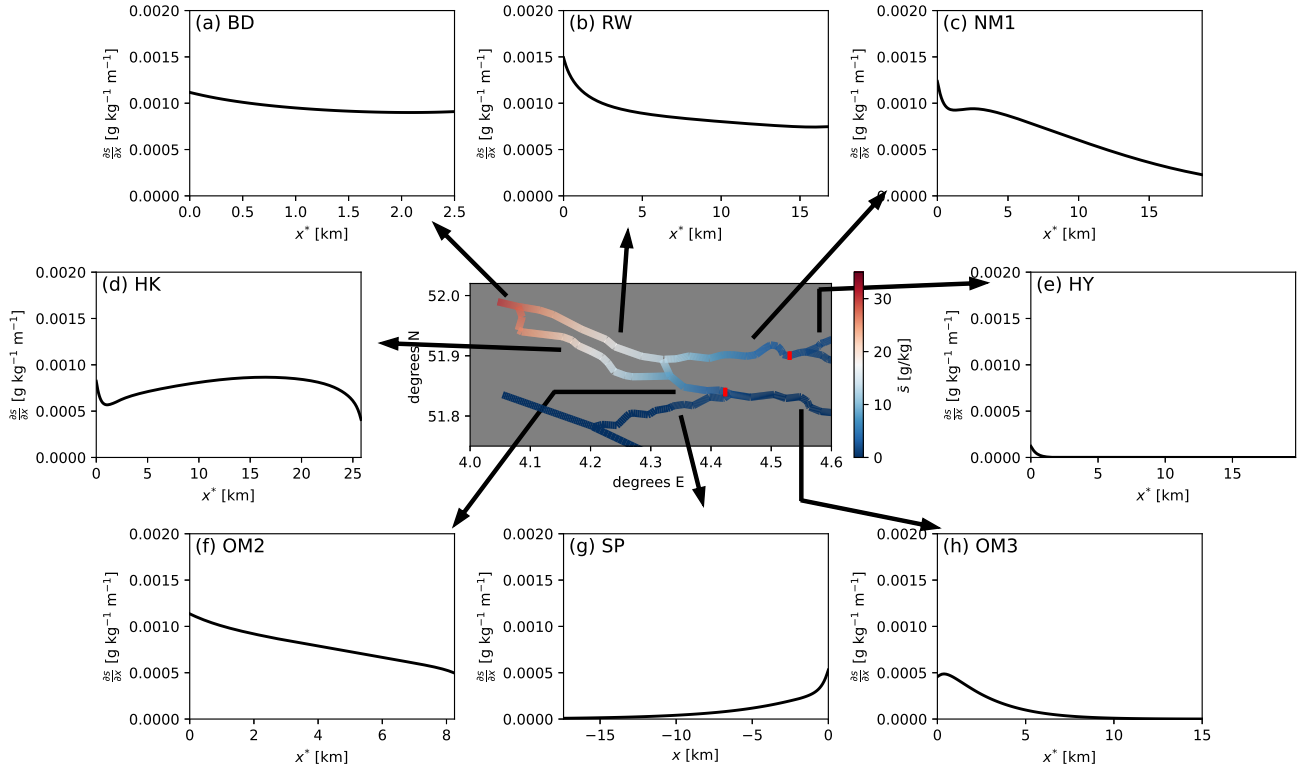 (a) BD
0.0020
0.0015
0.0010
0.0005
0.0000
∂s/∂x [g kg⁻¹ m⁻¹]
0.0 0.5 1.0 1.5 2.0 2.5
x* [km]
(b) RW
0.0020
0.0015
0.0010
0.0005
0.0000
∂s/∂x [g kg⁻¹ m⁻¹]
0 5 10 15
x* [km]
(c) NM1
0.0020
0.0015
0.0010
0.0005
0.0000
∂s/∂x [g kg⁻¹ m⁻¹]
0 5 10 15
x* [km]
(d) HK
0.0020
0.0015
0.0010
0.0005
0.0000
∂s/∂x [g kg⁻¹ m⁻¹]
0 5 10 15 20 25
x* [km]
52.0
51.9
51.8
degrees N
4.0 4.1 4.2 4.3 4.4 4.5 4.6
degrees E
30
20
10
0
s̄ [g/kg]
(e) HY
0.0020
0.0015
0.0010
0.0005
0.0000
∂s/∂x [g kg⁻¹ m⁻¹]
0 5 10 15
x* [km]
(f) OM2
0.0020
0.0015
0.0010
0.0005
0.0000
∂s/∂x [g kg⁻¹ m⁻¹]
0 2 4 6 8
x* [km]
(g) SP
0.0020
0.0015
0.0010
0.0005
0.0000
∂s/∂x [g kg⁻¹ m⁻¹]
−15 −10 −5 0
x [km]
(h) OM3
0.0020
0.0015
0.0010
0.0005
0.0000
∂s/∂x [g kg⁻¹ m⁻¹]
0 5 10 15
x* [km]